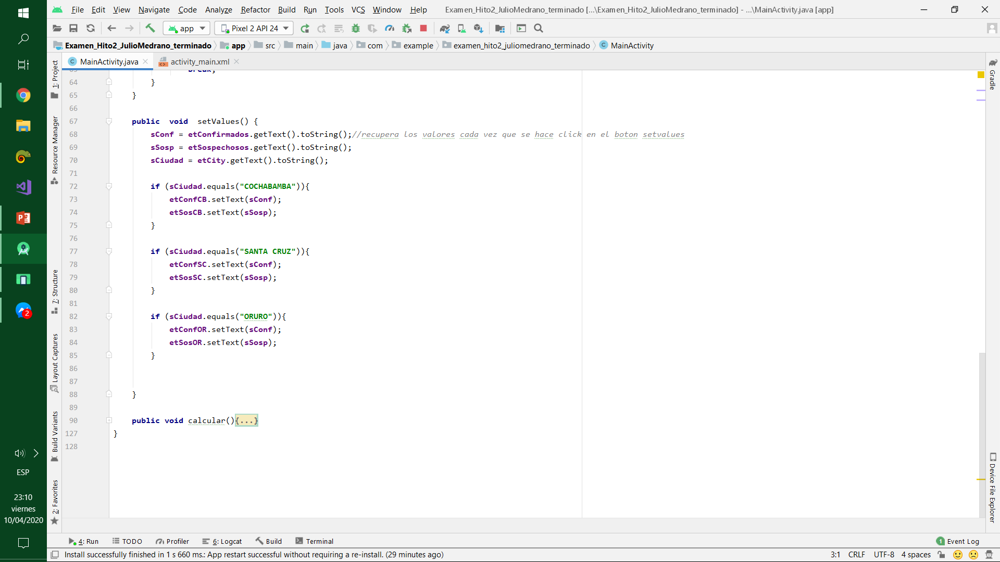 File Edit View Navigate Code Analyze Refactor Build Run Tools VCS Window Help Examen_Hito2_JulioMedrano_terminado [...\Examen_Hito2_JulioMedrano_terminado] - ...\MainActivity.java [app]
app Pixel 2 API 24
Examen_Hito2_JulioMedrano_terminado app src main java com example examen_hito2_juliomedrano_terminado MainActivity
MainActivity.java activity_main.xml
63 break;
64 }
65 }
66
67 public  void  setValues() {
68 sConf = etConfirmados.getText().toString();//recupera los valores cada vez que se hace click en el boton setvalues
69 sSosp = etSospechosos.getText().toString();
70 sCiudad = etCity.getText().toString();
71
72 if (sCiudad.equals("COCHABAMBA")){
73 etConfCB.setText(sConf);
74 etSosCB.setText(sSosp);
75 }
76
77 if (sCiudad.equals("SANTA CRUZ")){
78 etConfSC.setText(sConf);
79 etSosSC.setText(sSosp);
80 }
81
82 if (sCiudad.equals("ORURO")){
83 etConfOR.setText(sConf);
84 etSosOR.setText(sSosp);
85 }
86
87
88 }
89
90 public void calcular(){...}
127 }
128
1: Project
Resource Manager
7: Structure
Layout Captures
Build Variants
2: Favorites
Gradle
Device File Explorer
2
ESP
23:10
viernes
10/04/2020
4: Run TODO Profiler 6: Logcat Build Terminal 1 Event Log
Install successfully finished in 1 s 660 ms.: App restart successful without requiring a re-install. (29 minutes ago) 3:1 CRLF UTF-8 4 spaces